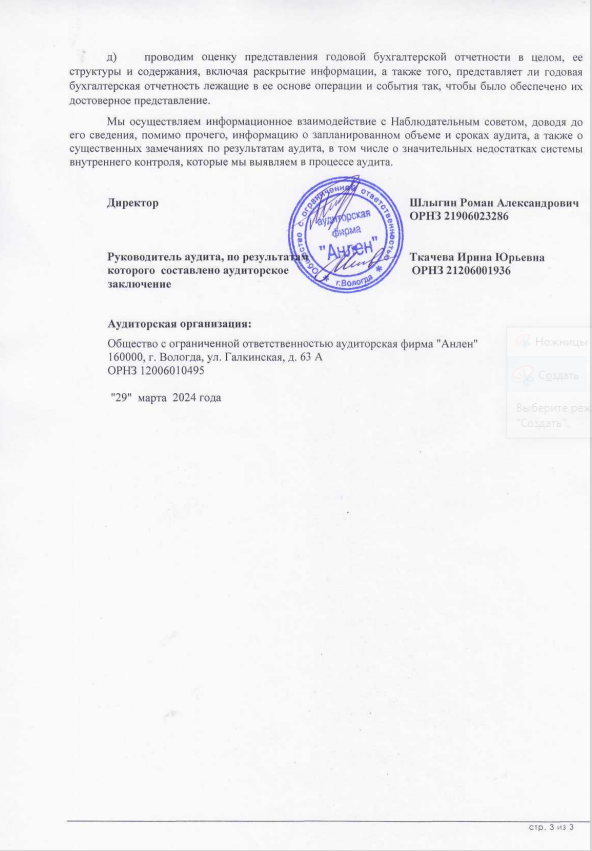 д) проводим оценку представления годовой бухгалтерской отчетности в целом, ее
структуры и содержания, включая раскрытие информации, а также того, представляет ли годовая
бухгалтерская отчетность лежащие в ее основе операции и события так, чтобы было обеспечено их
достоверное представление.
Мы осуществляем информационное взаимодействие с Наблюдательным советом, доводя до
его сведения, помимо прочего, информацию о запланированном объеме и сроках аудита, а также о
существенных замечаниях по результатам аудита, в том числе о значительных недостатках системы
внутреннего контроля, которые мы выявляем в процессе аудита.
Директор
Шлыгин Роман Александрович
ОРНЗ 21906023286
Общество с ограниченной ответственностью
аудиторская
фирма
"Анлен"
г.Вологда
Руководитель аудита, по результатам
которого составлено аудиторское
заключение
Ткачева Ирина Юрьевна
ОРНЗ 21206001936
Аудиторская организация:
Общество с ограниченной ответственностью аудиторская фирма "Анлен"
160000, г. Вологда, ул. Галкинская, д. 63 А
ОРНЗ 12006010495
"29" марта 2024 года
Ножницы
Создать
Выберите реж
"Создать".
стр. 3 из 3